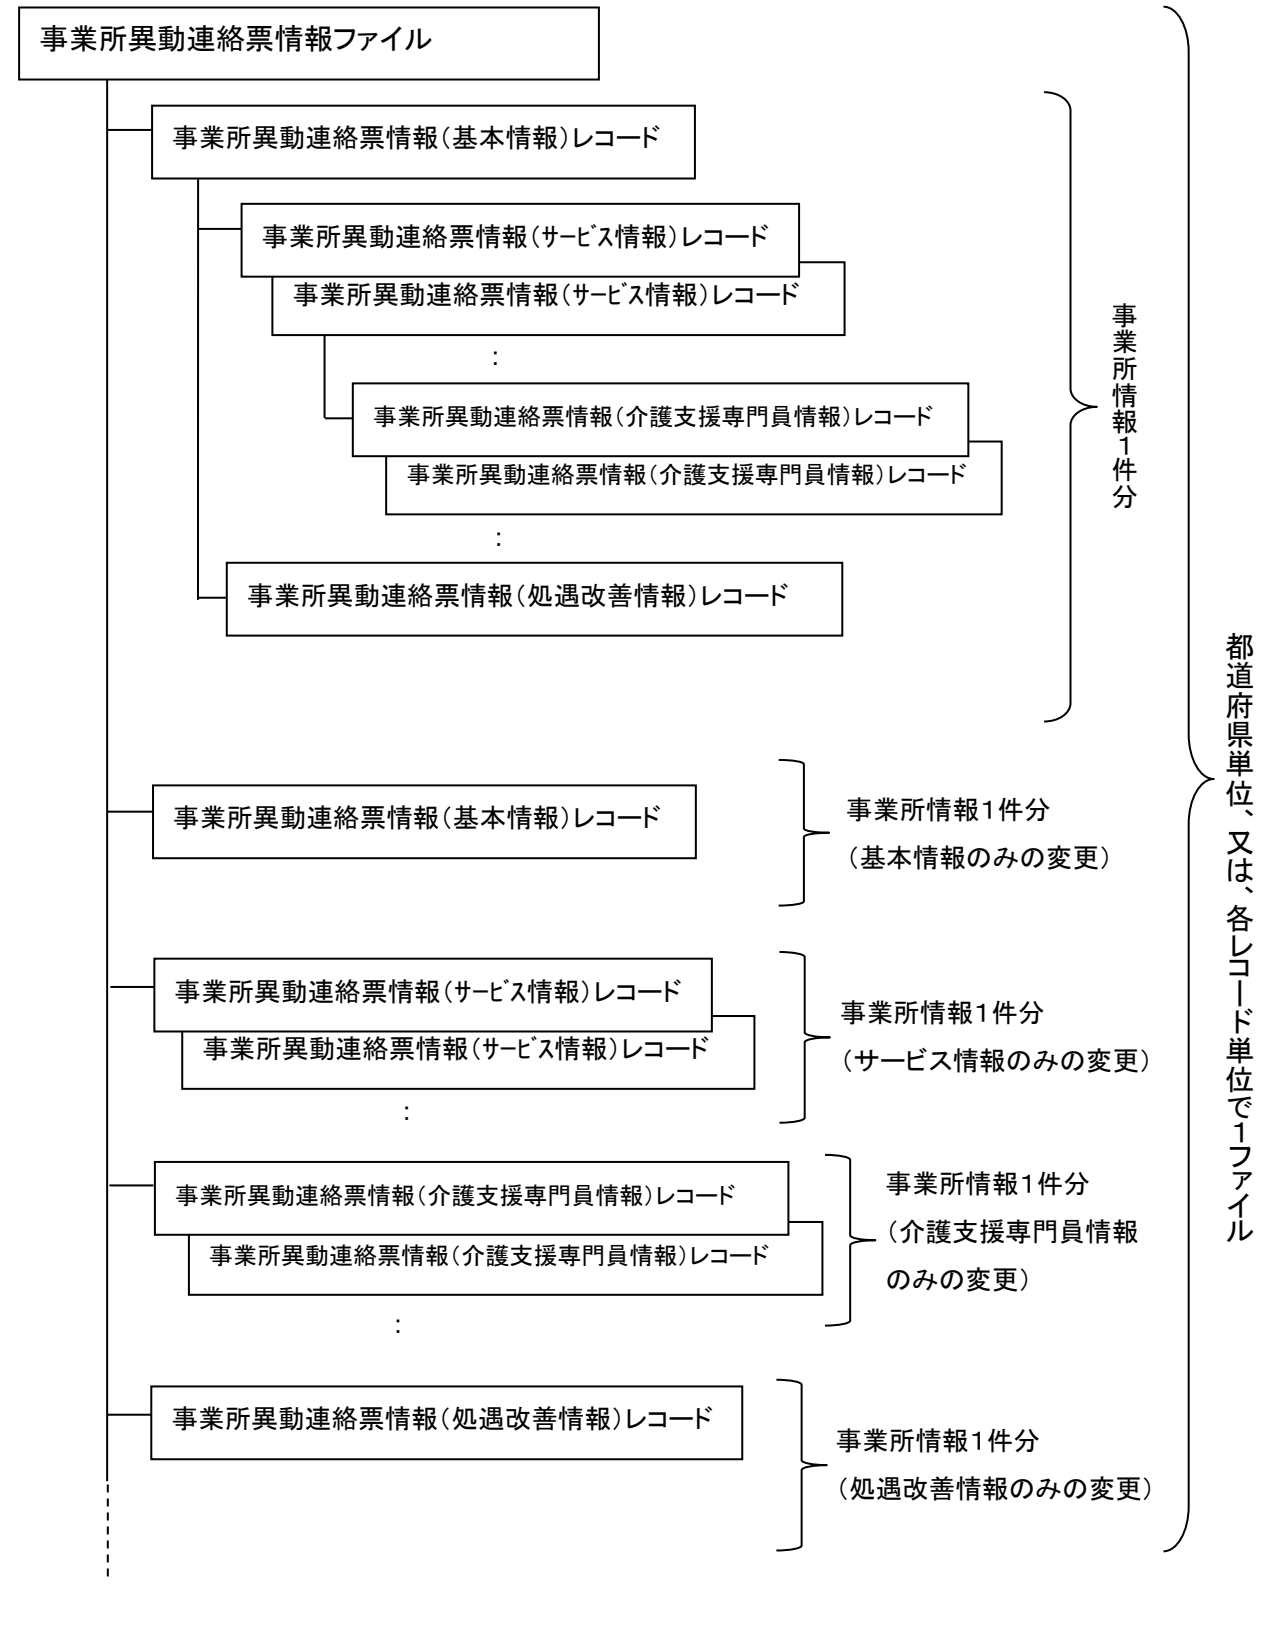 事業所異動連絡票情報ファイル
事業所異動連絡票情報（基本情報）レコード
事業所異動連絡票情報（ｻｰﾋﾞｽ情報）レコード
事業所異動連絡票情報（ｻｰﾋﾞｽ情報）レコード
：
事業所異動連絡票情報（介護支援専門員情報）レコード
事業所異動連絡票情報（介護支援専門員情報）レコード
：
事業所異動連絡票情報（処遇改善情報）レコード
事業所情報１件分
事業所異動連絡票情報（基本情報）レコード
事業所情報１件分
（基本情報のみの変更）
事業所異動連絡票情報（ｻｰﾋﾞｽ情報）レコード
事業所異動連絡票情報（ｻｰﾋﾞｽ情報）レコード
：
事業所情報１件分
（サービス情報のみの変更）
事業所異動連絡票情報（介護支援専門員情報）レコード
事業所異動連絡票情報（介護支援専門員情報）レコード
：
事業所情報１件分
（介護支援専門員情報
のみの変更）
事業所異動連絡票情報（処遇改善情報）レコード
事業所情報１件分
（処遇改善情報のみの変更）
都道府県単位、又は、各レコード単位で１ファイル